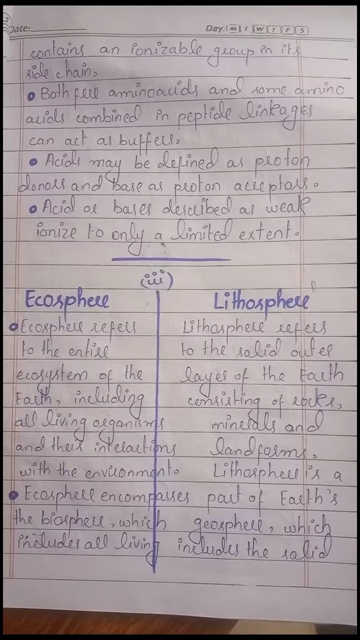 Date: Day: M T W T F S
contains an ionizable group in its
side chain.
• Both free aminoacids and some amino
acids combined in peptide linkages
can act as buffers.
• Acids may be defined as proton
donors and base as proton acceptors.
• Acid or bases described as weak
ionize to only a limited extent.
(iii)
Ecosphere
• Ecosphere refers
to the entire
ecosystem of the
Earth, including
all living organisms
and their interactions
with the environment.
• Ecosphere encompasses
the biosphere, which
includes all living
Lithosphere
Lithosphere refers
to the solid outer
layer of the Earth
consisting of rocks,
minerals and
landforms.
Lithosphere is a
part of Earth's
geosphere, which
includes the solid